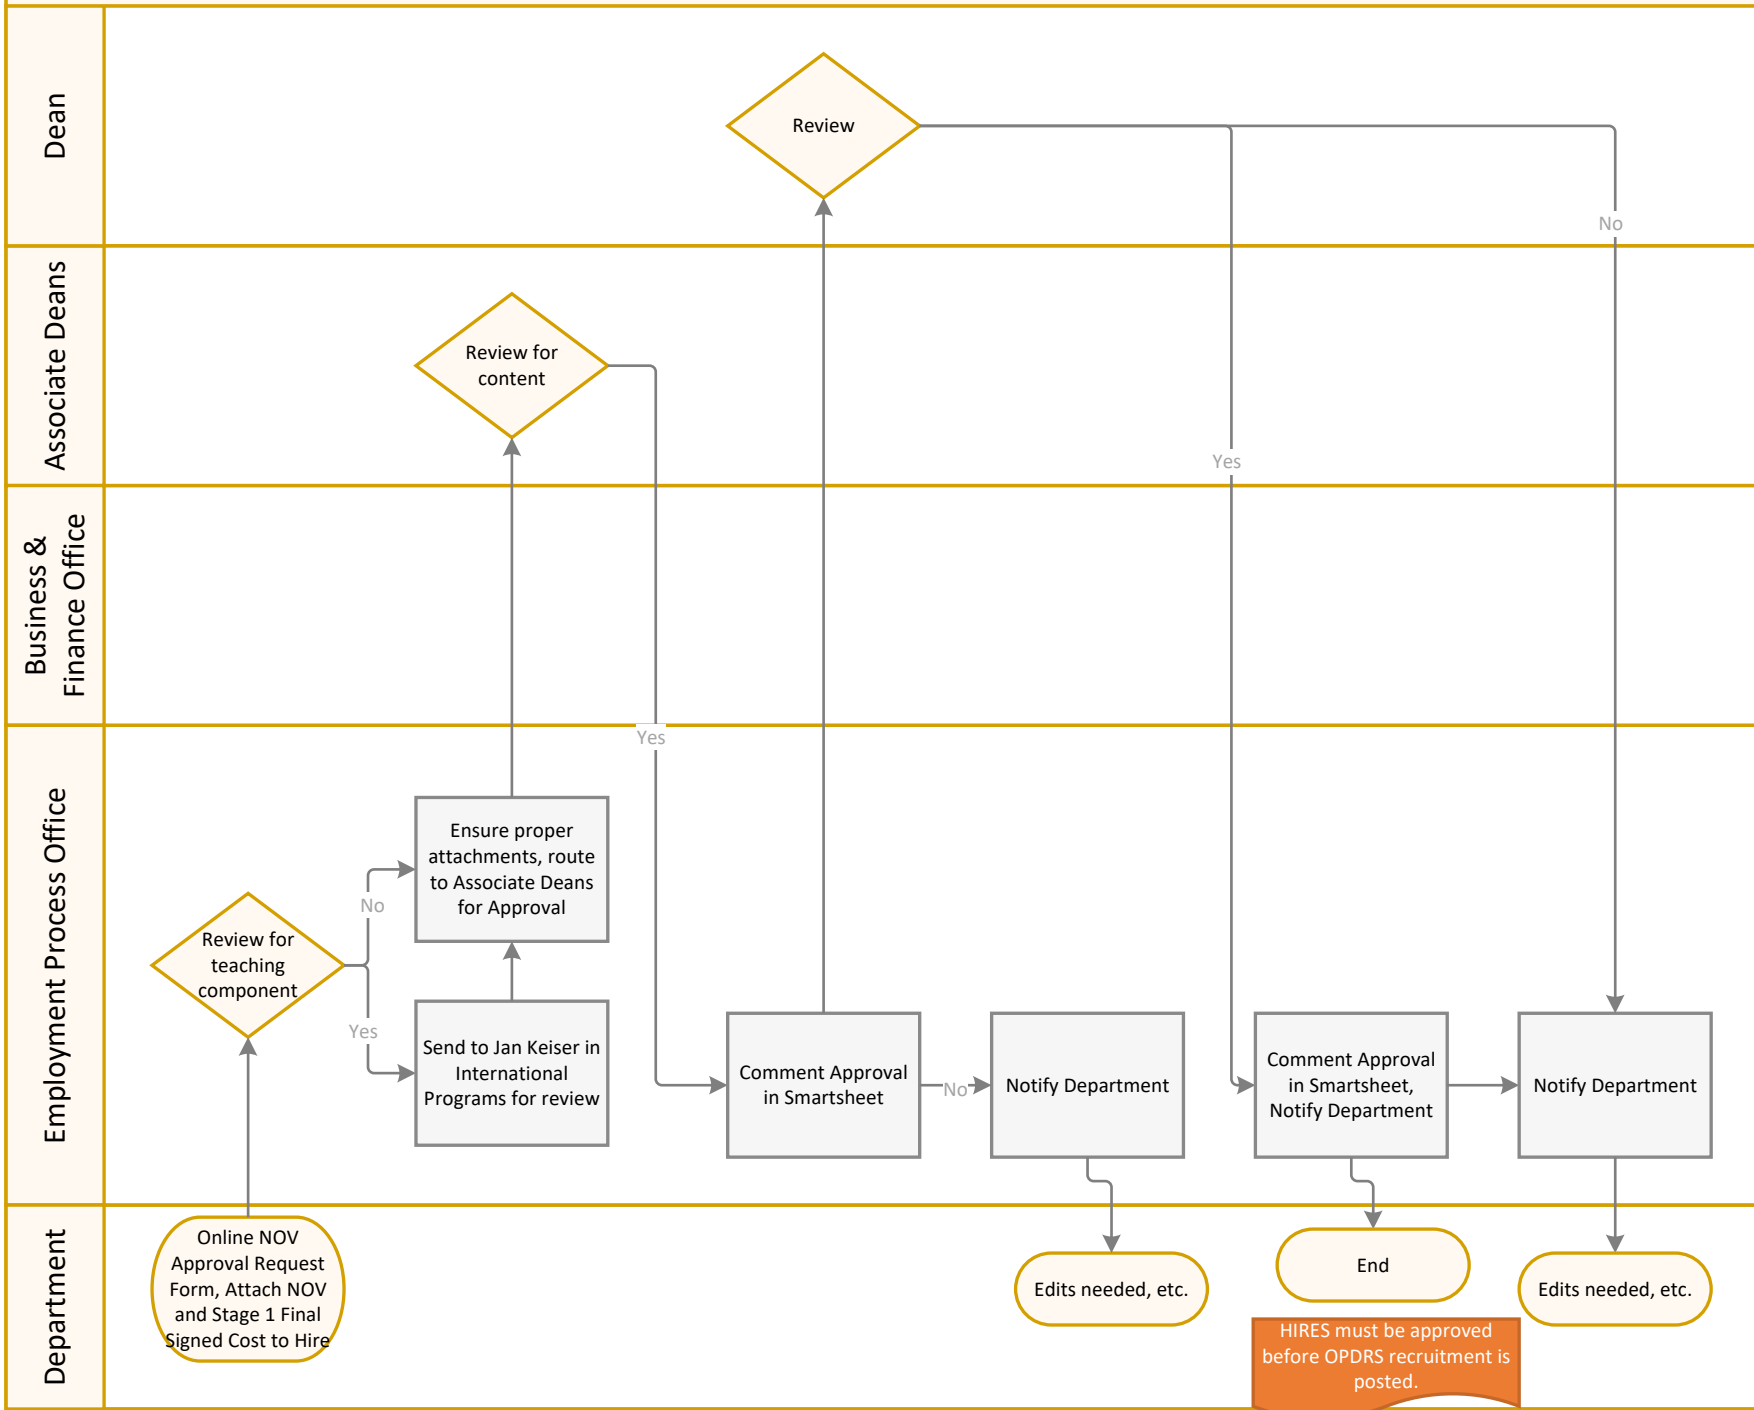 Dean
Review
No
Associate Deans
Review for
content
Yes
Business &
Finance Office
Yes
Employment Process Office
Review for
teaching
component
No
Yes
Ensure proper
attachments, route
to Associate Deans
for Approval
Send to Jan Keiser in
International
Programs for review
Comment Approval
in Smartsheet
No
Notify Department
Comment Approval
in Smartsheet,
Notify Department
Notify Department
Department
Online NOV
Approval Request
Form, Attach NOV
and Stage 1 Final
Signed Cost to Hire
Edits needed, etc.
End
Edits needed, etc.
HIRES must be approved
before OPDRS recruitment is
posted.